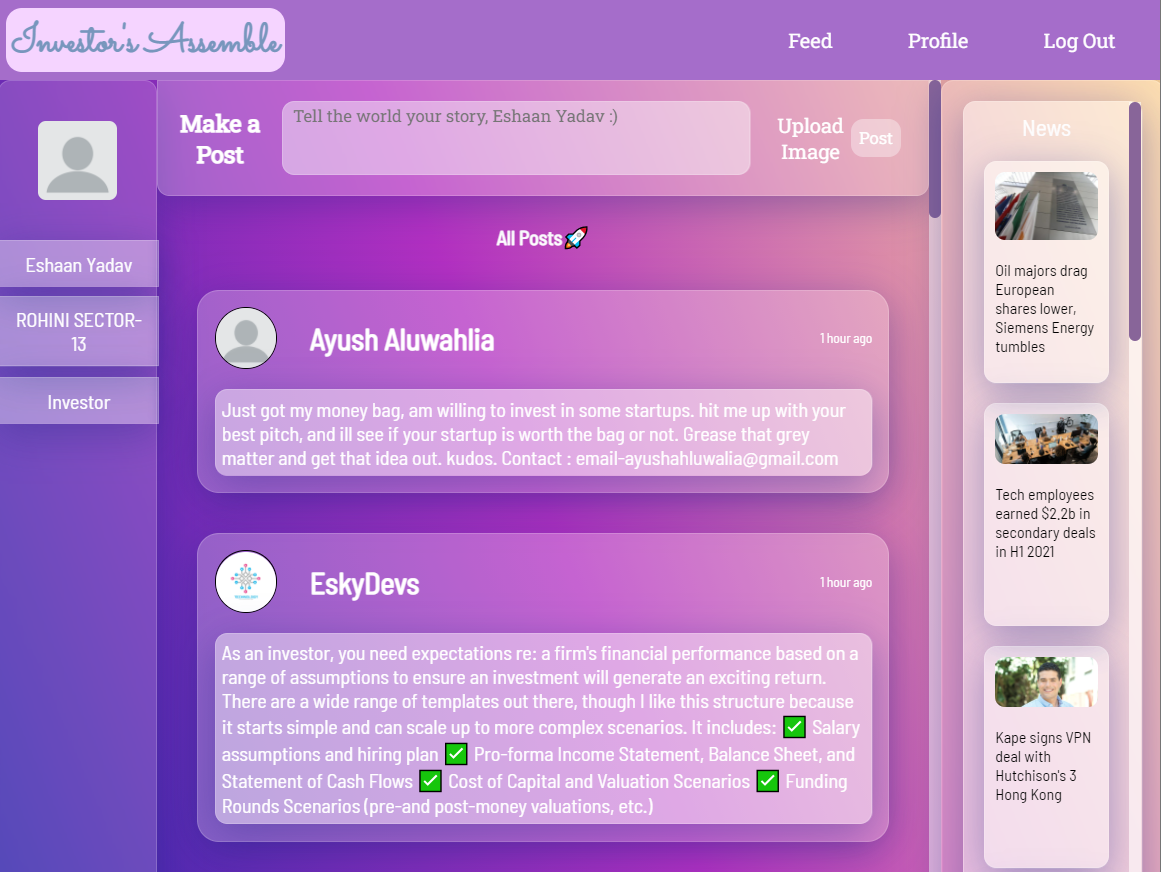 Investor's Assemble
Feed
Profile
Log Out
Eshaan Yadav
ROHINI SECTOR-
13
Investor
Make a
Post
Tell the world your story, Eshaan Yadav :)
Upload
Image
Post
All Posts🚀
Ayush Aluwahlia
1 hour ago
Just got my money bag, am willing to invest in some startups. hit me up with your
best pitch, and ill see if your startup is worth the bag or not. Grease that grey
matter and get that idea out. kudos. Contact : email-ayushahluwalia@gmail.com
EskyDevs
1 hour ago
As an investor, you need expectations re: a firm's financial performance based on a
range of assumptions to ensure an investment will generate an exciting return.
There are a wide range of templates out there, though I like this structure because
it starts simple and can scale up to more complex scenarios. It includes: ✅ Salary
assumptions and hiring plan ✅ Pro-forma Income Statement, Balance Sheet, and
Statement of Cash Flows ✅ Cost of Capital and Valuation Scenarios ✅ Funding
Rounds Scenarios (pre-and post-money valuations, etc.)
News
Oil majors drag
European
shares lower,
Siemens Energy
tumbles
Tech employees
earned $2.2b in
secondary deals
in H1 2021
Kape signs VPN
deal with
Hutchison's 3
Hong Kong